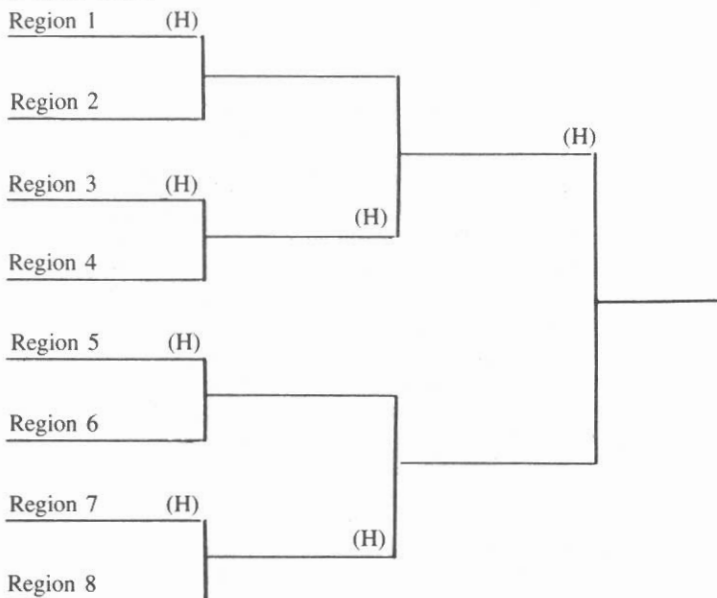 Region 1 (H)
Region 2
(H)
Region 3 (H)
(H)
Region 4
Region 5 (H)
Region 6
Region 7 (H)
(H)
Region 8